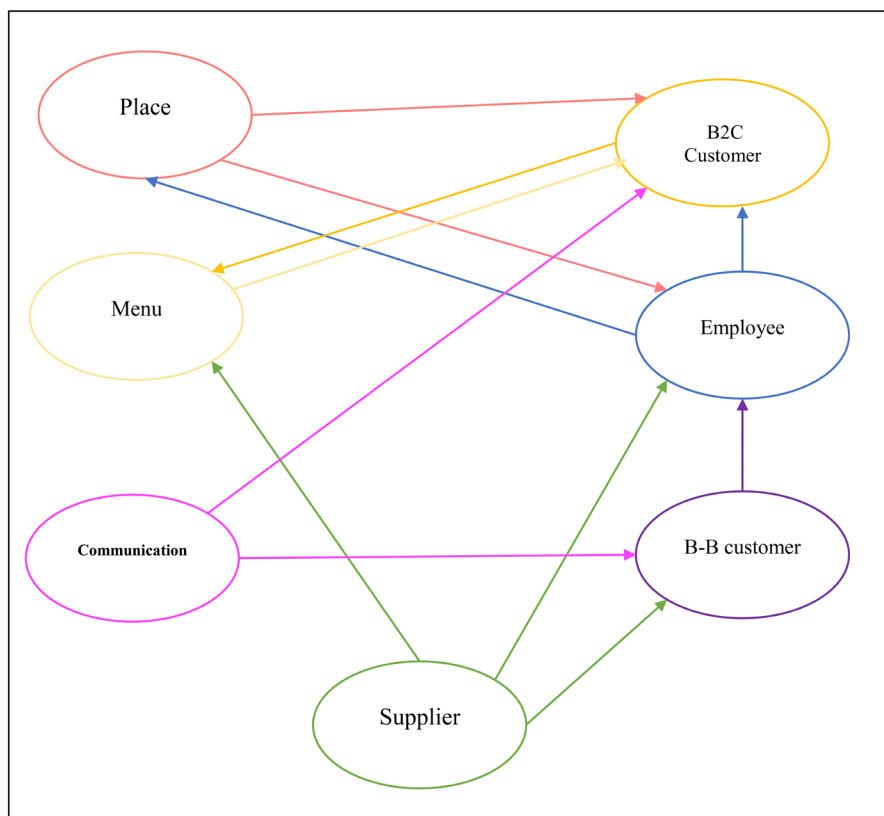 Place
B2C
Customer
Menu
Employee
Communication
B-B customer
Supplier